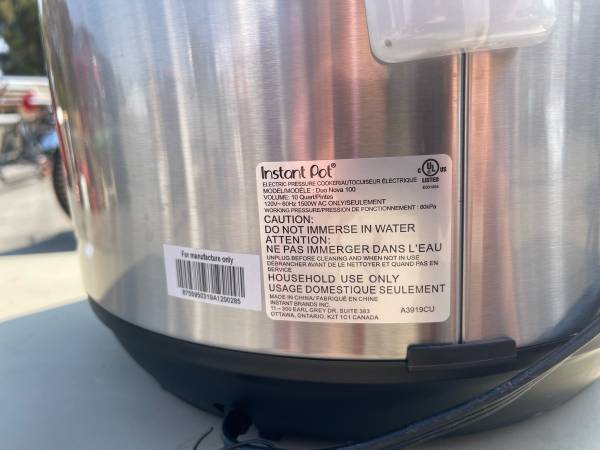 Instant Pot®
ELECTRIC PRESSURE COOKER/AUTOCUISEUR ÉLECTRIQUE
MODEL/MODÈLE : Duo Nova 100
VOLUME: 10 Quart/Pintes
120V~ 60Hz 1500W AC ONLY/SEULEMENT
WORKING PRESSURE/PRESSION DE FONCTIONNEMENT : 80kPa
CAUTION:
DO NOT IMMERSE IN WATER
ATTENTION:
NE PAS IMMERGER DANS L'EAU
UNPLUG BEFORE CLEANING AND WHEN NOT IN USE
DÉBRANCHER AVANT DE LE NETTOYER ET QUAND PAS EN
SERVICE
HOUSEHOLD USE ONLY
USAGE DOMESTIQUE SEULEMENT
MADE IN CHINA/FABRIQUÉ EN CHINE
INSTANT BRANDS INC.
11-300 EARL GREY DR. SUITE 383
OTTAWA, ONTARIO, K2T 1C1 CANADA
A3919CU
C UL US
LISTED
For manufacture only